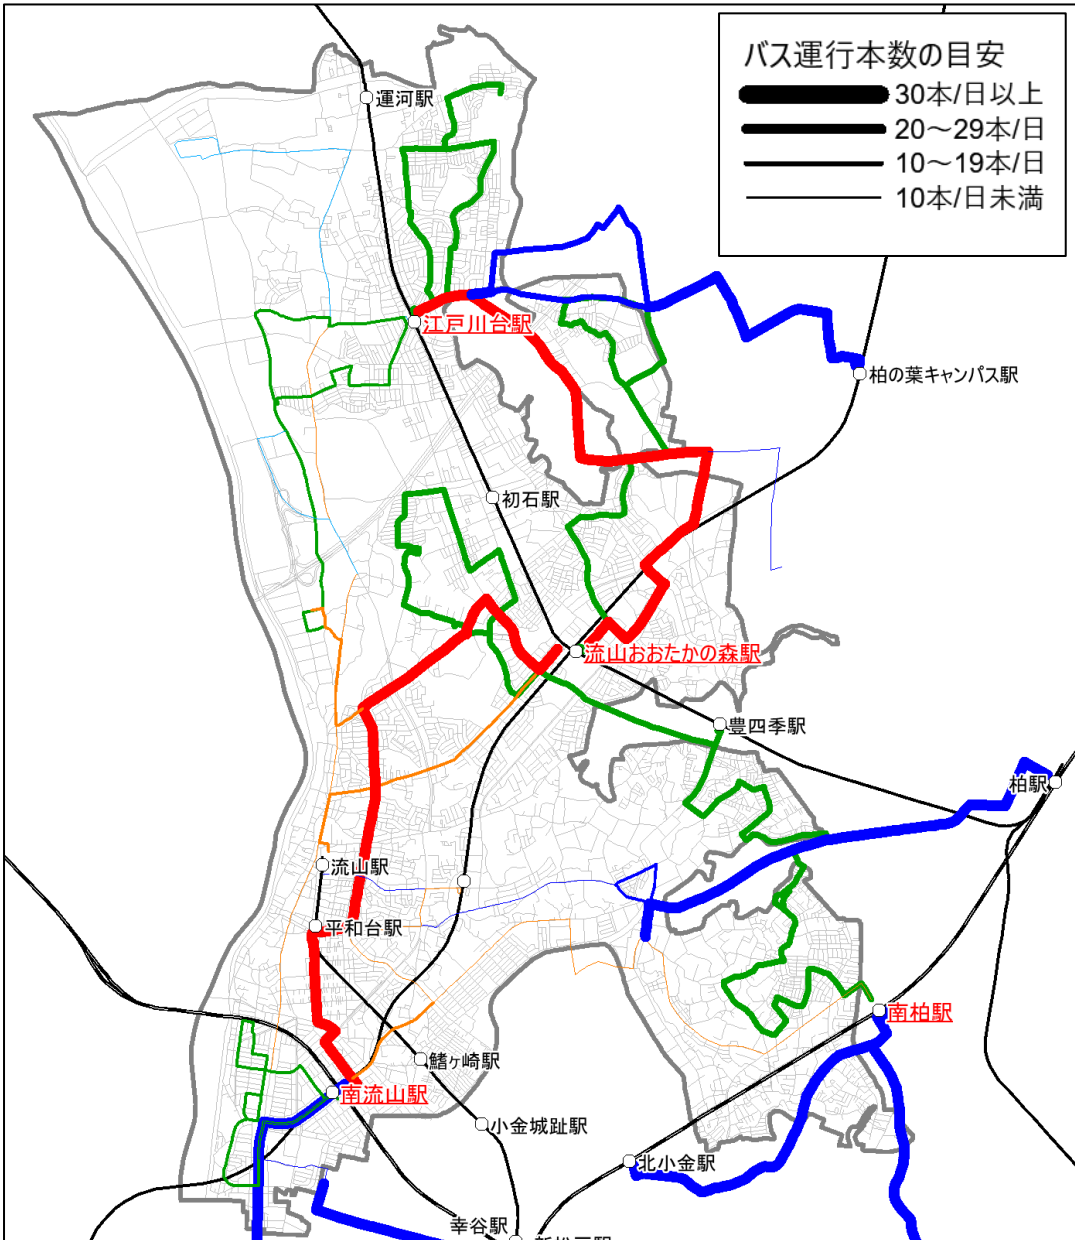 バス運行本数の目安
30本/日以上
20～29本/日
10～19本/日
10本/日未満
運河駅
江戸川台駅
柏の葉キャンパス駅
初石駅
流山おおたかの森駅
豊四季駅
柏駅
流山駅
平和台駅
南柏駅
鰭ヶ崎駅
南流山駅
小金城趾駅
北小金駅
幸谷駅